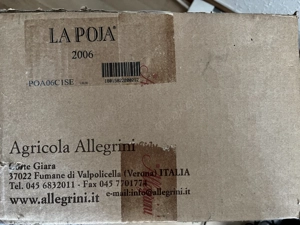 LA POJA
2006
POA06C1SE
Agricola Allegrini
Corte Giara
37022 Fumane di Valpolicella (Verona) ITALIA
Tel. 045 6832011 - Fax 045 7701774
www.allegrini.it e-mail:info@allegrini.it